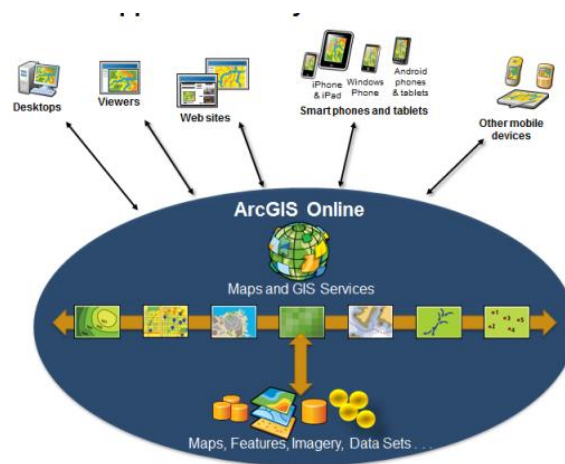 Desktops
Viewers
Web sites
iPhone
& iPad
Windows
Phone
Android
phones
& tablets
Smart phones and tablets
Other mobile
devices
ArcGIS Online
Maps and GIS Services
Maps, Features, Imagery, Data Sets . . .